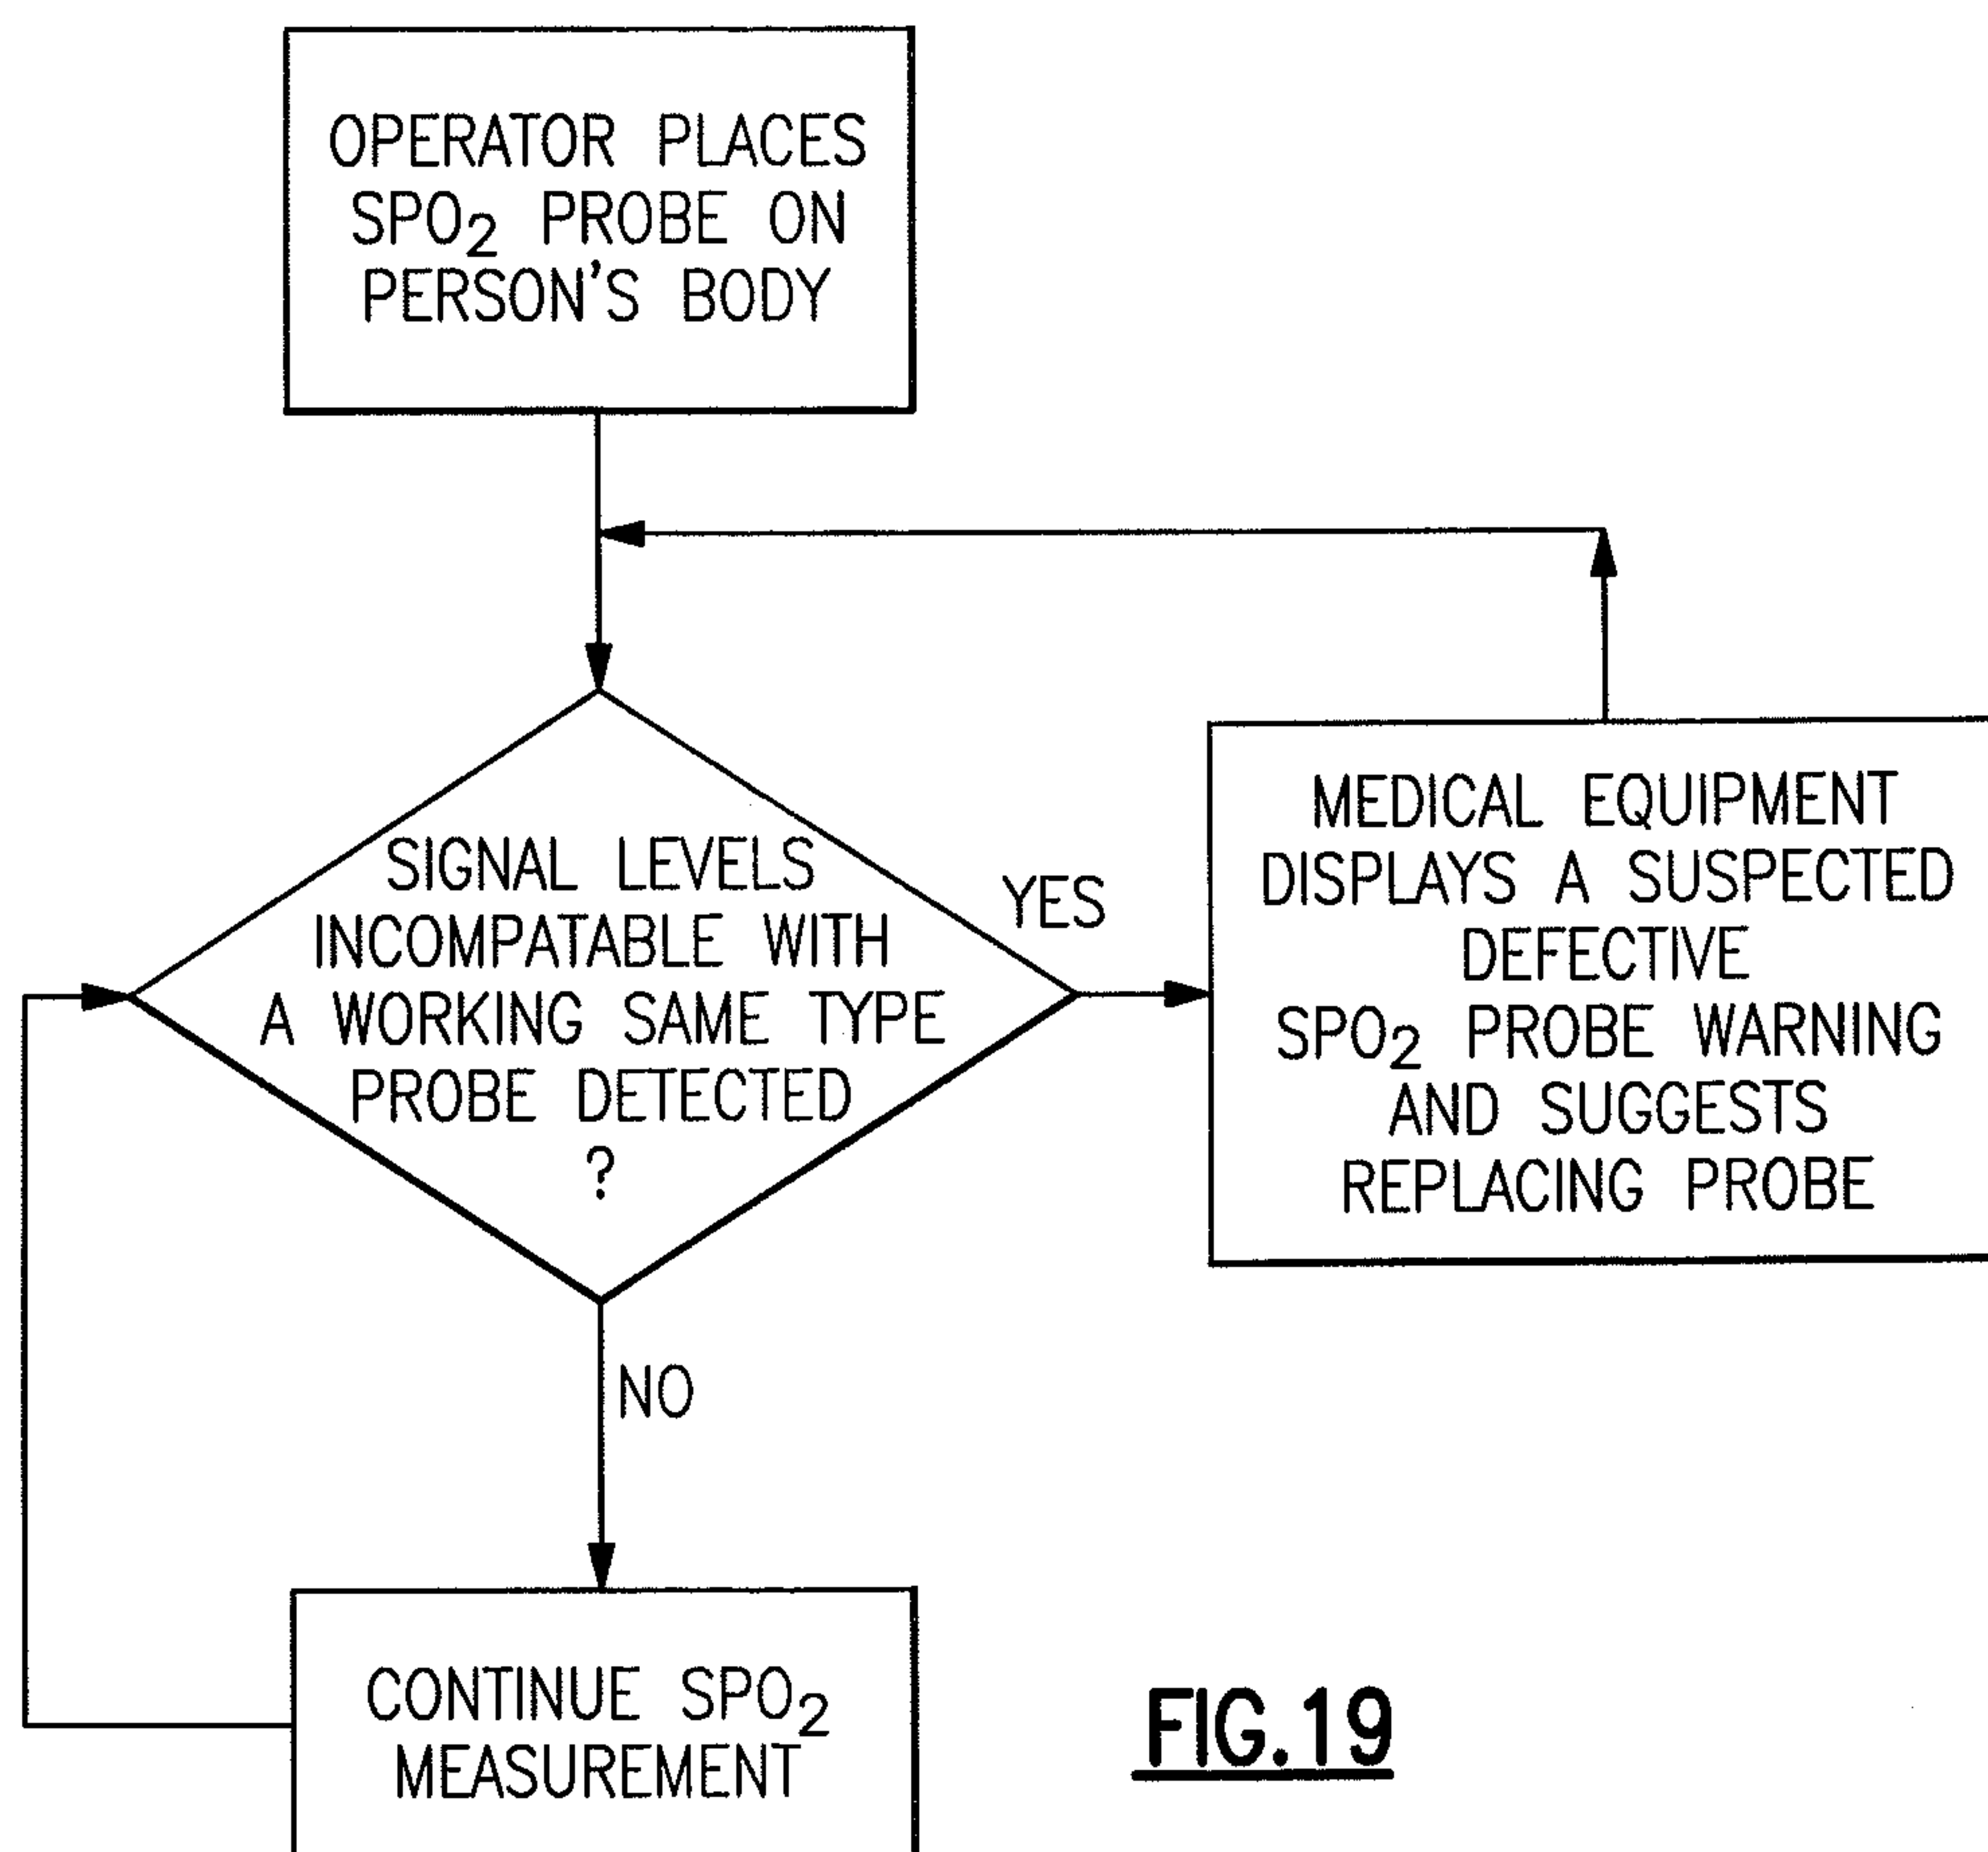 OPERATOR PLACES
SPO₂ PROBE ON
PERSON'S BODY
SIGNAL LEVELS
INCOMPATABLE WITH
A WORKING SAME TYPE
PROBE DETECTED
?
YES
MEDICAL EQUIPMENT
DISPLAYS A SUSPECTED
DEFECTIVE
SPO₂ PROBE WARNING
AND SUGGESTS
REPLACING PROBE
NO
CONTINUE SPO₂
MEASUREMENT
FIG.19